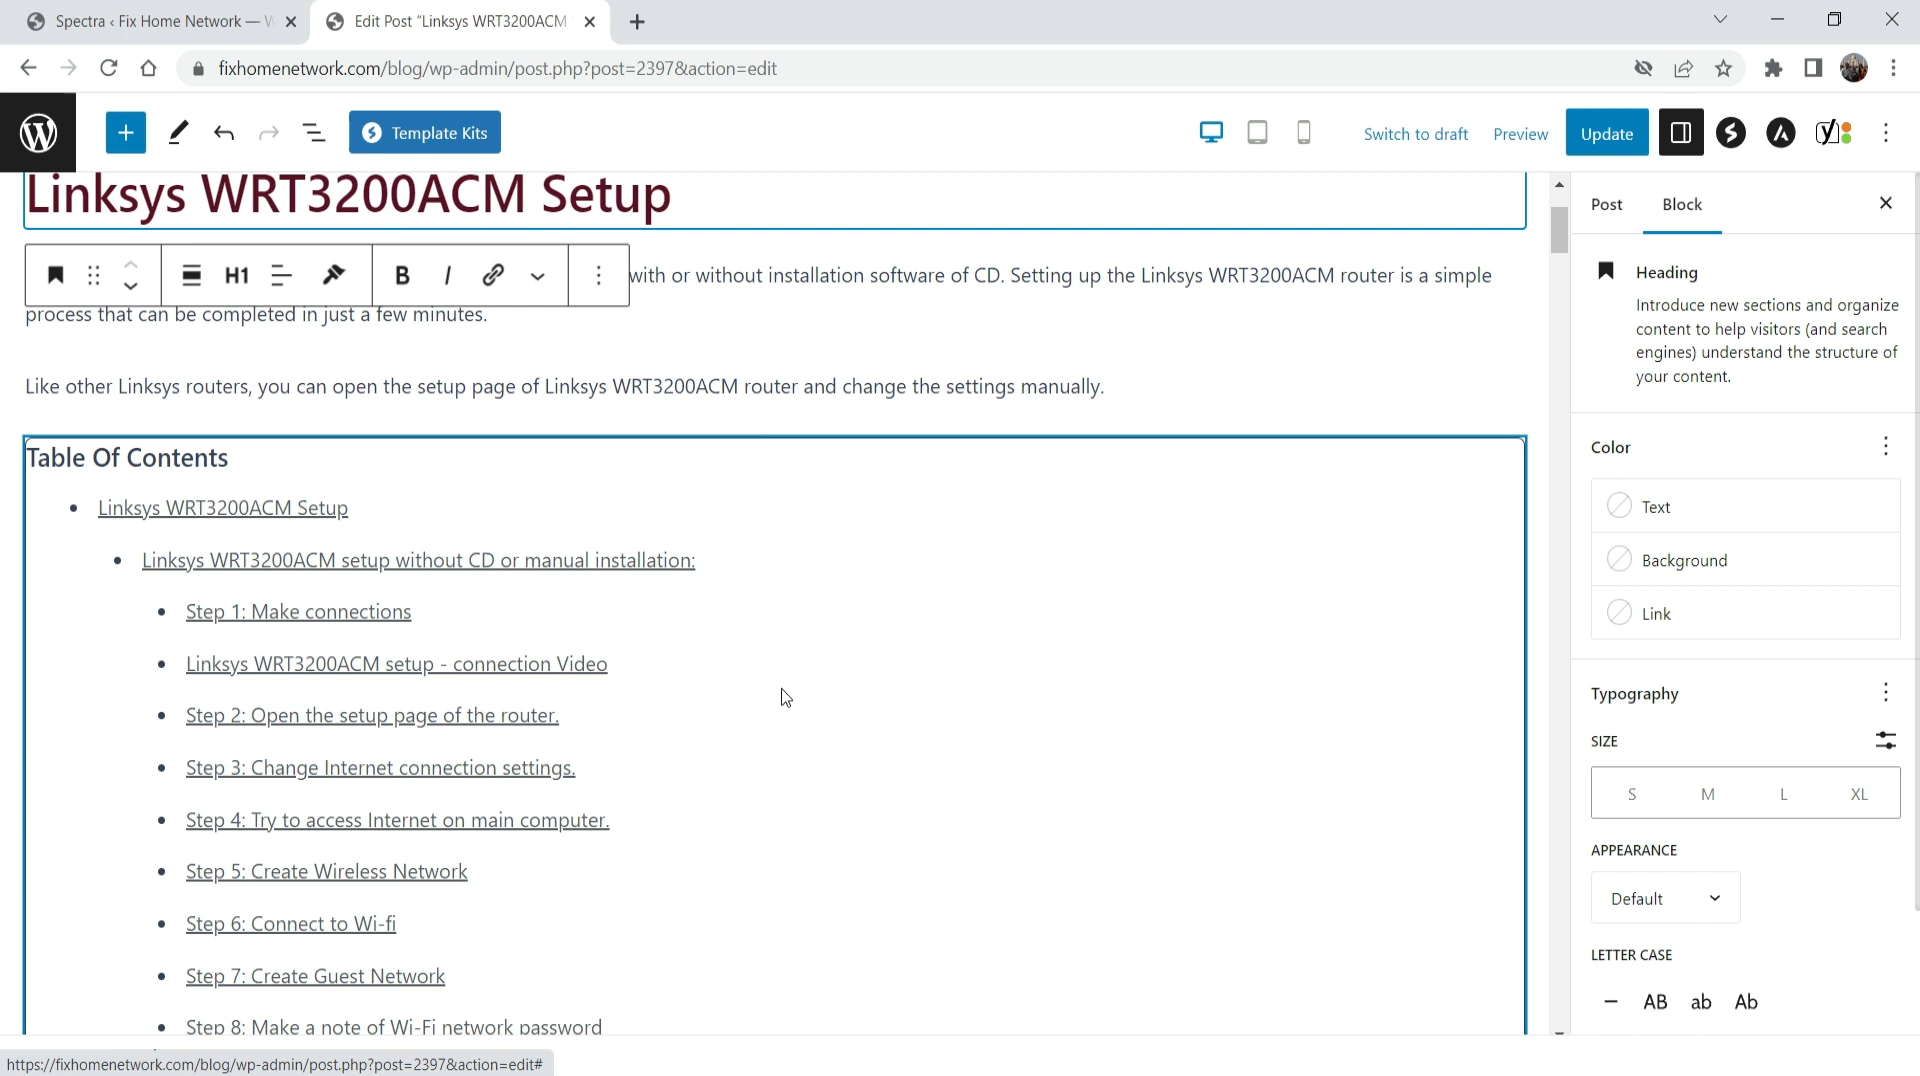 Spectra ‹ Fix Home Network — W
Edit Post "Linksys WRT3200ACM
fixhomenetwork.com/blog/wp-admin/post.php?post=2397&action=edit
Template Kits
Switch to draft
Preview
Update
Linksys WRT3200ACM Setup
H1
B
I
with or without installation software of CD. Setting up the Linksys WRT3200ACM router is a simple
process that can be completed in just a few minutes.
Like other Linksys routers, you can open the setup page of Linksys WRT3200ACM router and change the settings manually.
Table Of Contents
Linksys WRT3200ACM Setup
Linksys WRT3200ACM setup without CD or manual installation:
Step 1: Make connections
Linksys WRT3200ACM setup - connection Video
Step 2: Open the setup page of the router.
Step 3: Change Internet connection settings.
Step 4: Try to access Internet on main computer.
Step 5: Create Wireless Network
Step 6: Connect to Wi-fi
Step 7: Create Guest Network
Step 8: Make a note of Wi-Fi network password
https://fixhomenetwork.com/blog/wp-admin/post.php?post=2397&action=edit#
Post
Block
Heading
Introduce new sections and organize
content to help visitors (and search
engines) understand the structure of
your content.
Color
Text
Background
Link
Typography
SIZE
S
M
L
XL
APPEARANCE
Default
LETTER CASE
AB
ab
Ab